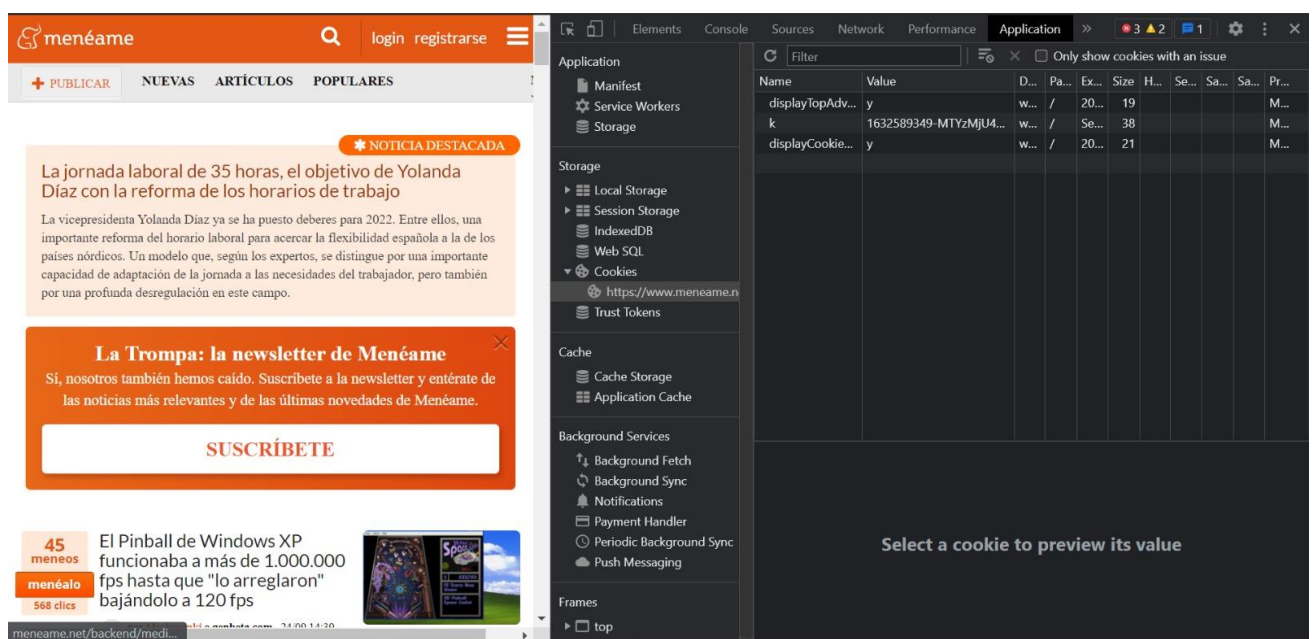 menéame
login registrarse
PUBLICAR NUEVAS ARTÍCULOS POPULARES
NOTICIA DESTACADA
La jornada laboral de 35 horas, el objetivo de Yolanda
Díaz con la reforma de los horarios de trabajo
La vicepresidenta Yolanda Díaz ya se ha puesto deberes para 2022. Entre ellos, una
importante reforma del horario laboral para acercar la flexibilidad española a la de los
países nórdicos. Un modelo que, según los expertos, se distingue por una importante
capacidad de adaptación de la jornada a las necesidades del trabajador, pero también
por una profunda desregulación en este campo.
La Trompa: la newsletter de Menéame
Sí, nosotros también hemos caído. Suscríbete a la newsletter y entérate de
las noticias más relevantes y de las últimas novedades de Menéame.
SUSCRÍBETE
45
meneos
menéalo
568 clics
El Pinball de Windows XP
funcionaba a más de 1.000.000
fps hasta que "lo arreglaron"
bajándolo a 120 fps
meneame.net/backend/medi...
Elements Console Sources Network Performance Application » 3 2 1
Application
Manifest
Service Workers
Storage
Storage
Local Storage
Session Storage
IndexedDB
Web SQL
Cookies
https://www.meneame.n
Trust Tokens
Cache
Cache Storage
Application Cache
Background Services
Background Fetch
Background Sync
Notifications
Payment Handler
Periodic Background Sync
Push Messaging
Frames
top
Filter Only show cookies with an issue
Name Value D... Pa... Ex... Size H... Se... Sa... Sa... Pr...
displayTopAdv... y w... / 20... 19 M...
k 1632589349-MTYzMjU4... w... / Se... 38 M...
displayCookie... y w... / 20... 21 M...
Select a cookie to preview its value